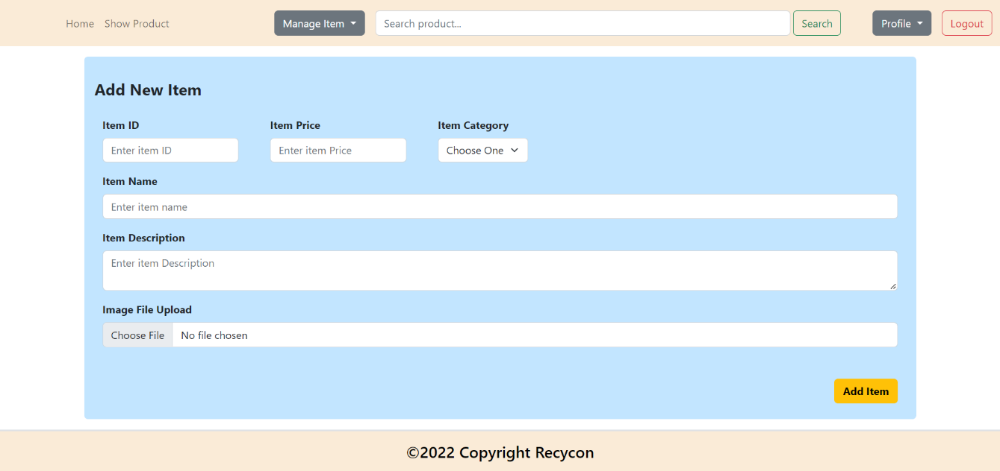 Home Show Product Manage Item Search product... Search Profile Logout
Add New Item
Item ID Item Price Item Category
Enter item ID Enter item Price Choose One
Item Name
Enter item name
Item Description
Enter item Description
Image File Upload
Choose File No file chosen
Add Item
©2022 Copyright Recycon